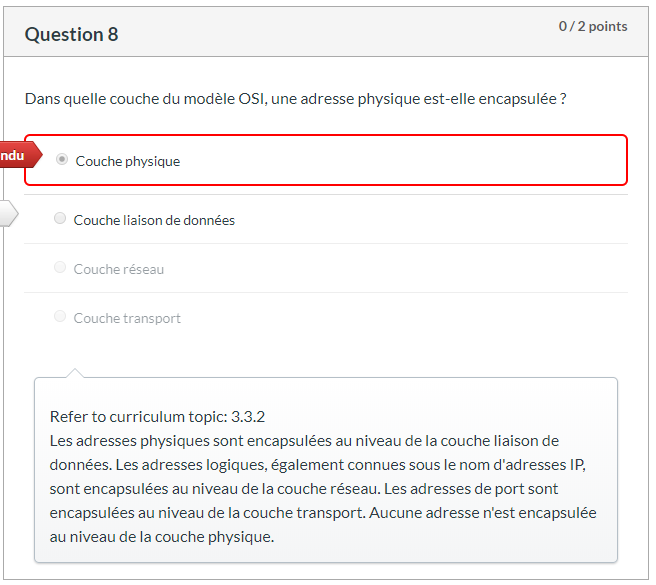 Question 8
0 / 2 points
Dans quelle couche du modèle OSI, une adresse physique est-elle encapsulée ?
ndu
Couche physique
Couche liaison de données
Couche réseau
Couche transport
Refer to curriculum topic: 3.3.2
Les adresses physiques sont encapsulées au niveau de la couche liaison de
données. Les adresses logiques, également connues sous le nom d'adresses IP,
sont encapsulées au niveau de la couche réseau. Les adresses de port sont
encapsulées au niveau de la couche transport. Aucune adresse n'est encapsulée
au niveau de la couche physique.